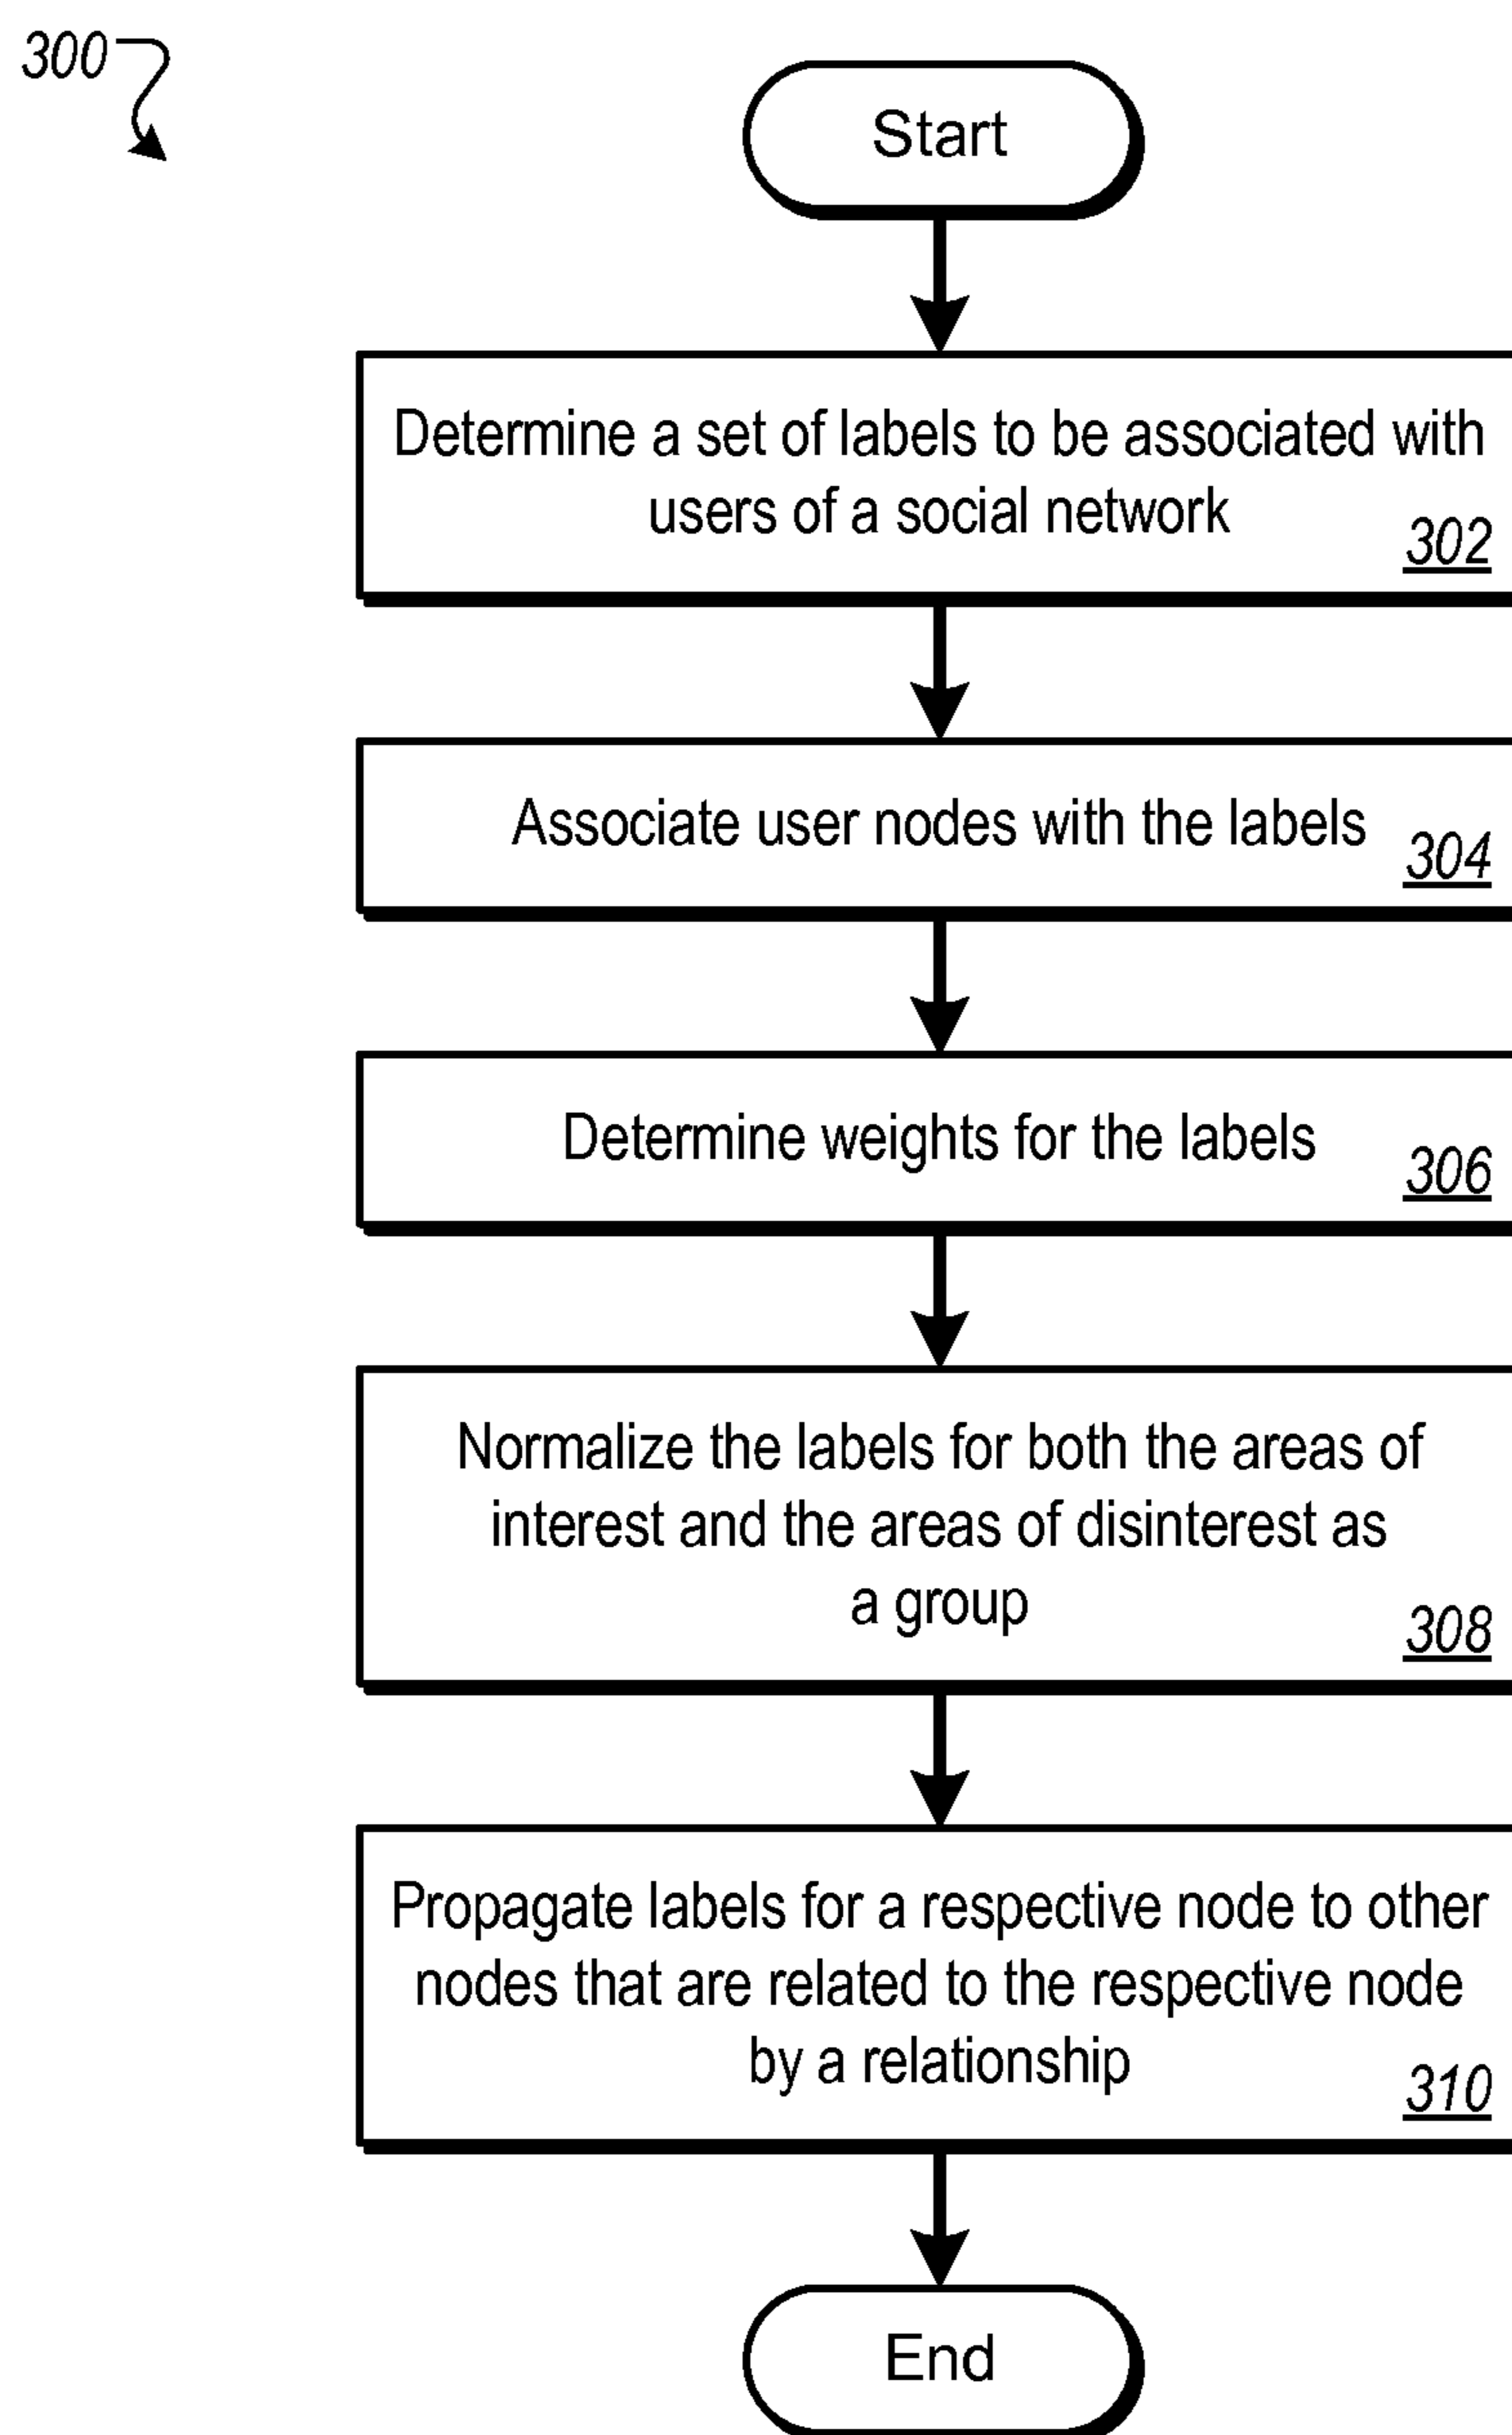 300
Start
Determine a set of labels to be associated with
users of a social network
302
Associate user nodes with the labels
304
Determine weights for the labels
306
Normalize the labels for both the areas of
interest and the areas of disinterest as
a group
308
Propagate labels for a respective node to other
nodes that are related to the respective node
by a relationship
310
End